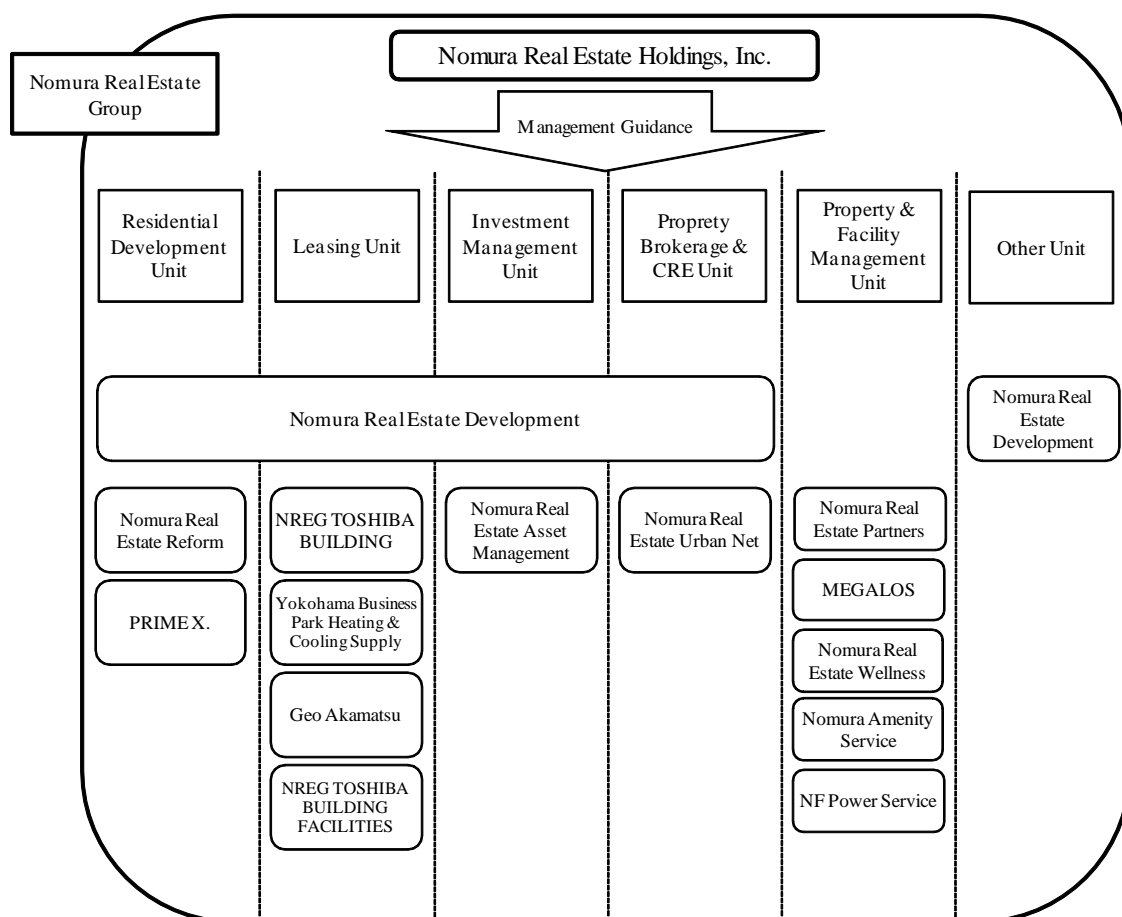 Nomura Real Estate Holdings, Inc.
Nomura Real Estate
Group
Management Guidance
Residential
Development
Unit
Leasing Unit
Investment
Management
Unit
Proprety
Brokerage &
CRE Unit
Property &
Facility
Management
Unit
Other Unit
Nomura Real Estate Development
Nomura Real
Estate
Development
Nomura Real
Estate Reform
NREG TOSHIBA
BUILDING
Nomura Real
Estate Asset
Management
Nomura Real
Estate Urban Net
Nomura Real
Estate Partners
PRIME X.
Yokohama Business
Park Heating &
Cooling Supply
MEGALOS
Geo Akamatsu
Nomura Real
Estate Wellness
Nomura Amenity
Service
NREG TOSHIBA
BUILDING
FACILITIES
NF Power Service